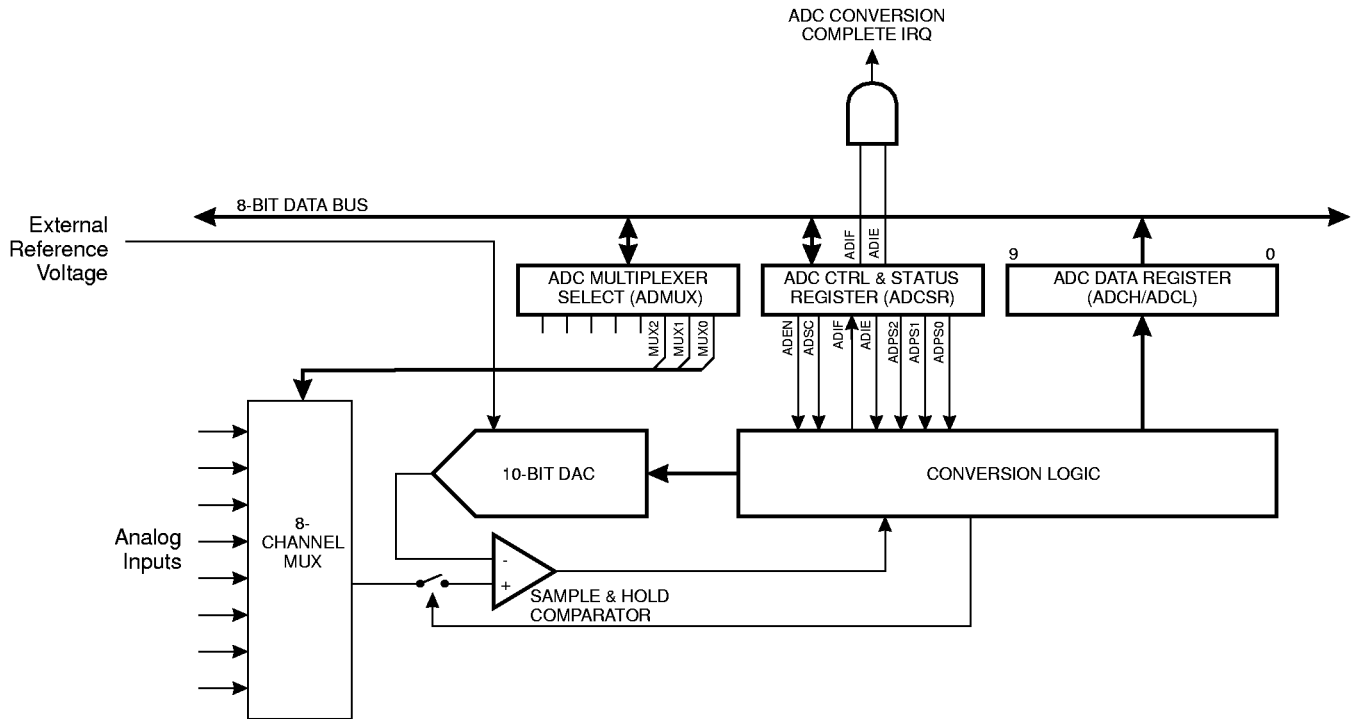 ADC CONVERSION
COMPLETE IRQ
8-BIT DATA BUS
External
Reference
Voltage
ADIF
ADIE
9
0
ADC MULTIPLEXER
SELECT (ADMUX)
ADC CTRL & STATUS
REGISTER (ADCSR)
ADC DATA REGISTER
(ADCH/ADCL)
MUX2
MUX1
MUX0
ADEN
ADSC
ADIF
ADIE
ADPS2
ADPS1
ADPS0
10-BIT DAC
CONVERSION LOGIC
Analog
Inputs
8-
CHANNEL
MUX
-
+
SAMPLE & HOLD
COMPARATOR